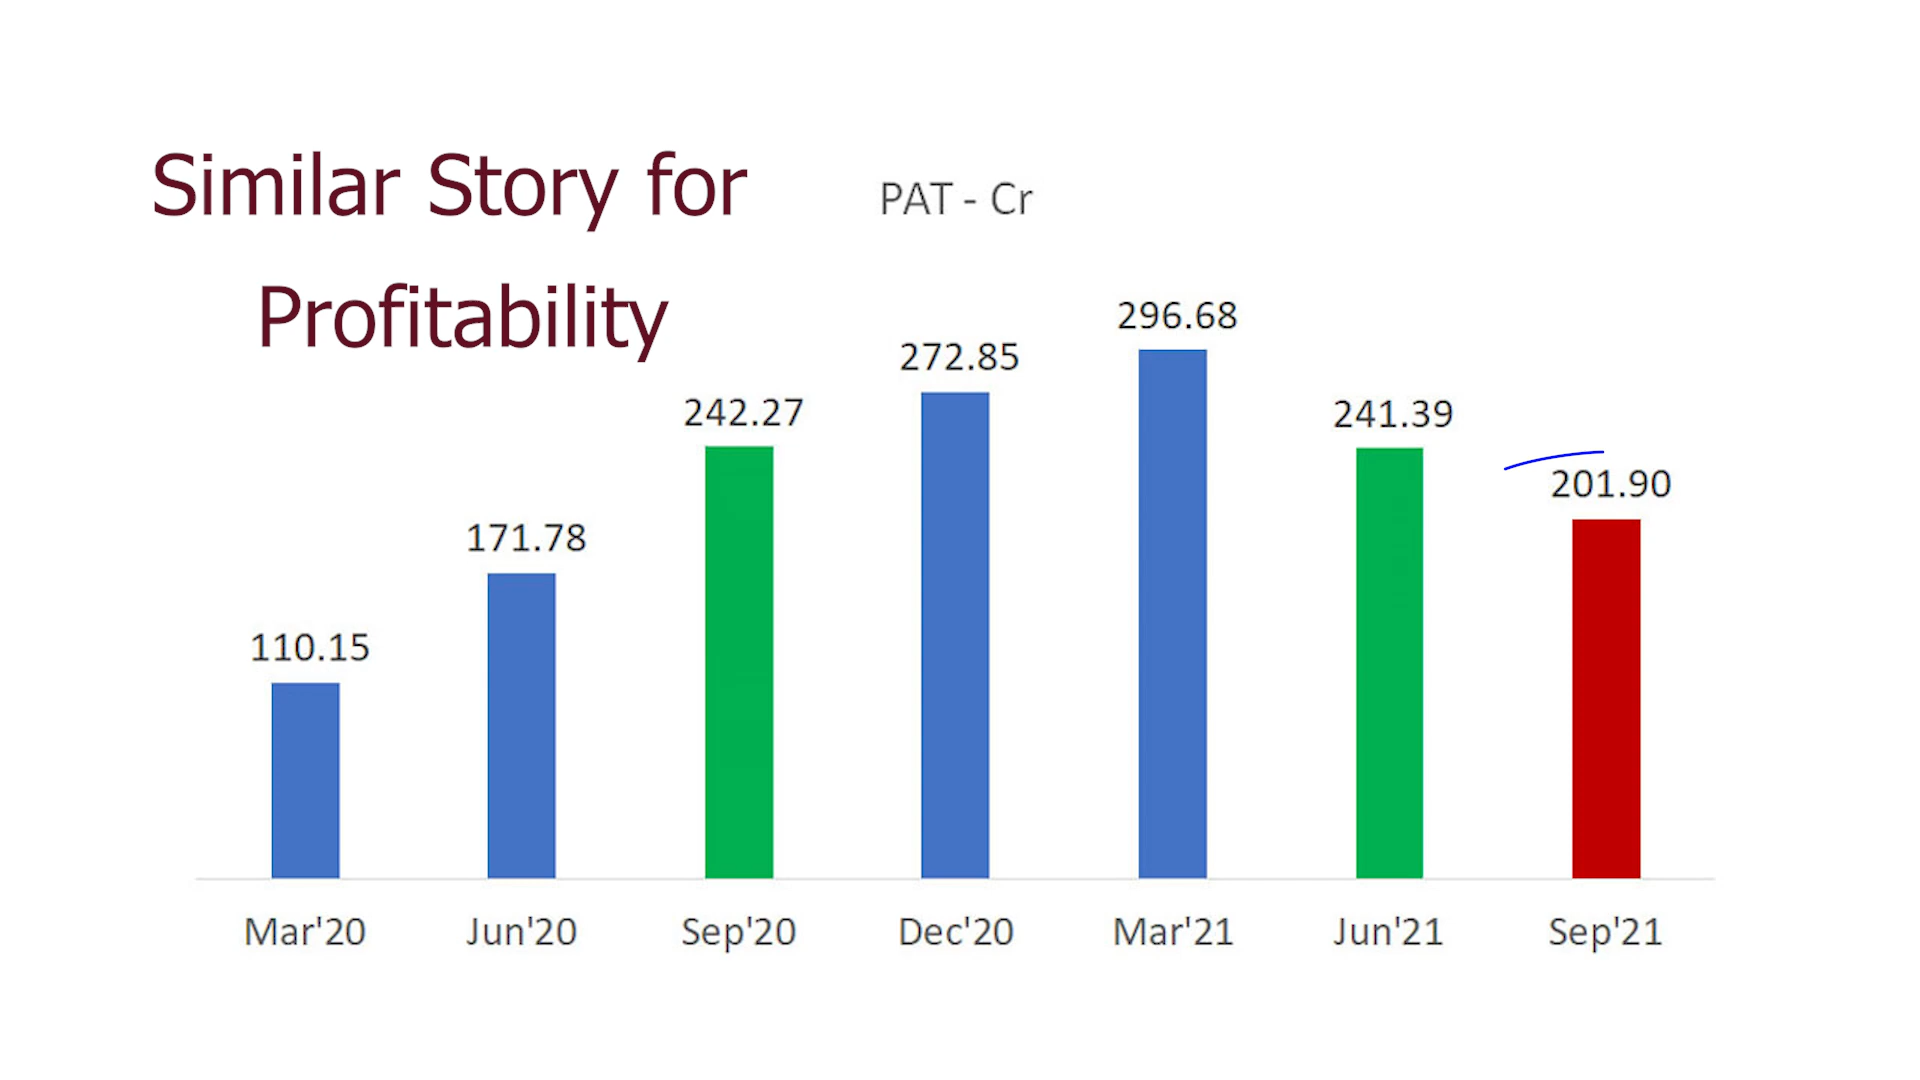 Similar Story for
Profitability
PAT - Cr
110.15
171.78
242.27
272.85
296.68
241.39
201.90
Mar'20
Jun'20
Sep'20
Dec'20
Mar'21
Jun'21
Sep'21